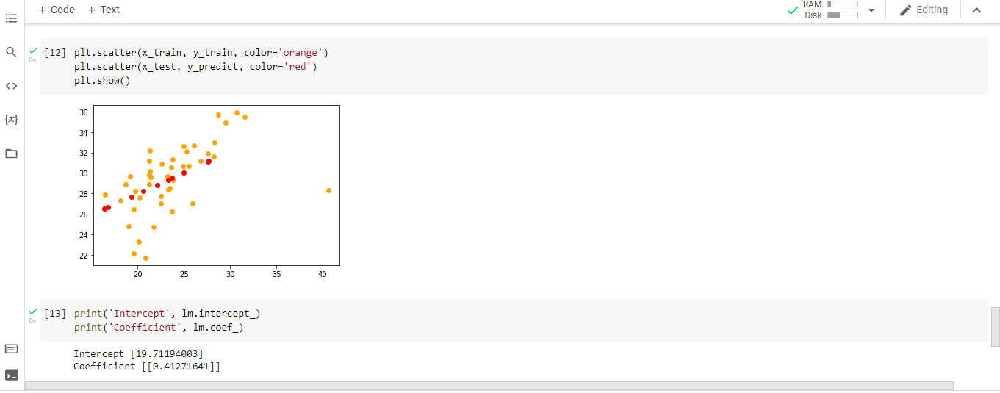 + Code + Text
RAM
Disk
Editing
0s
[12] plt.scatter(x_train, y_train, color='orange')
plt.scatter(x_test, y_predict, color='red')
plt.show()
{x}
36
34
32
30
28
26
24
22
20 25 30 35 40
0s
[13] print('Intercept', lm.intercept_)
print('Coefficient', lm.coef_)
Intercept [19.71194003]
Coefficient [[0.41271641]]